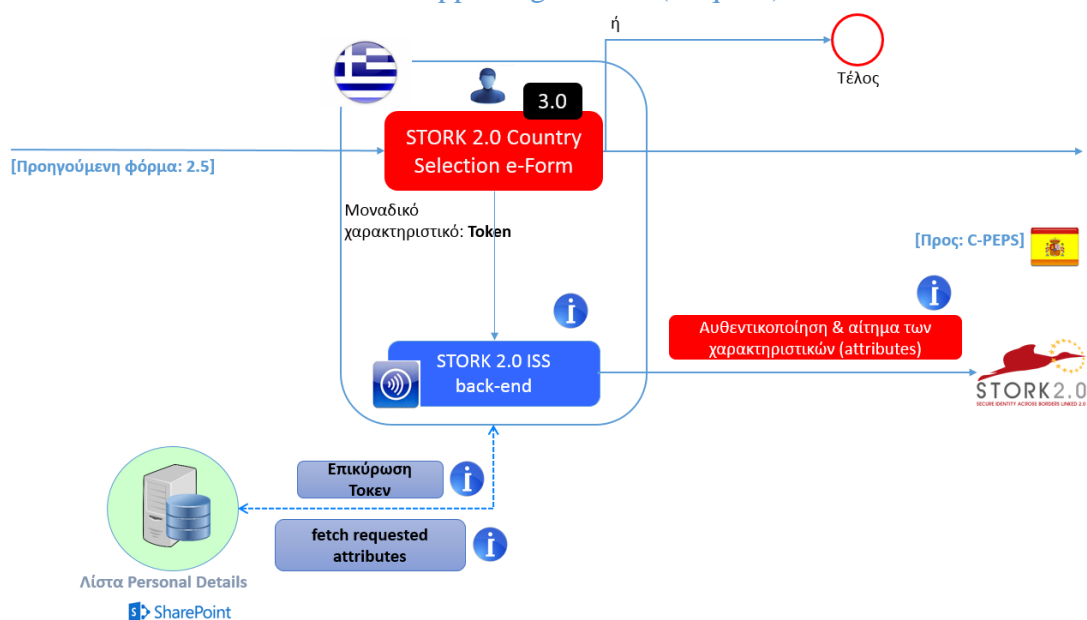 ή
Τέλος
3.0
STORK 2.0 Country
Selection e-Form
[Προηγούμενη φόρμα: 2.5]
Μοναδικό
χαρακτηριστικό: Token
[Προς: C-PEPS]
Αυθεντικοποίηση & αίτημα των
χαρακτηριστικών (attributes)
STORK 2.0 ISS
back-end
STORK2.0
SECURE IDENTITY ACROSS BORDERS LINKED 2.0
Επικύρωση
Τοκεν
fetch requested
attributes
Λίστα Personal Details
SharePoint